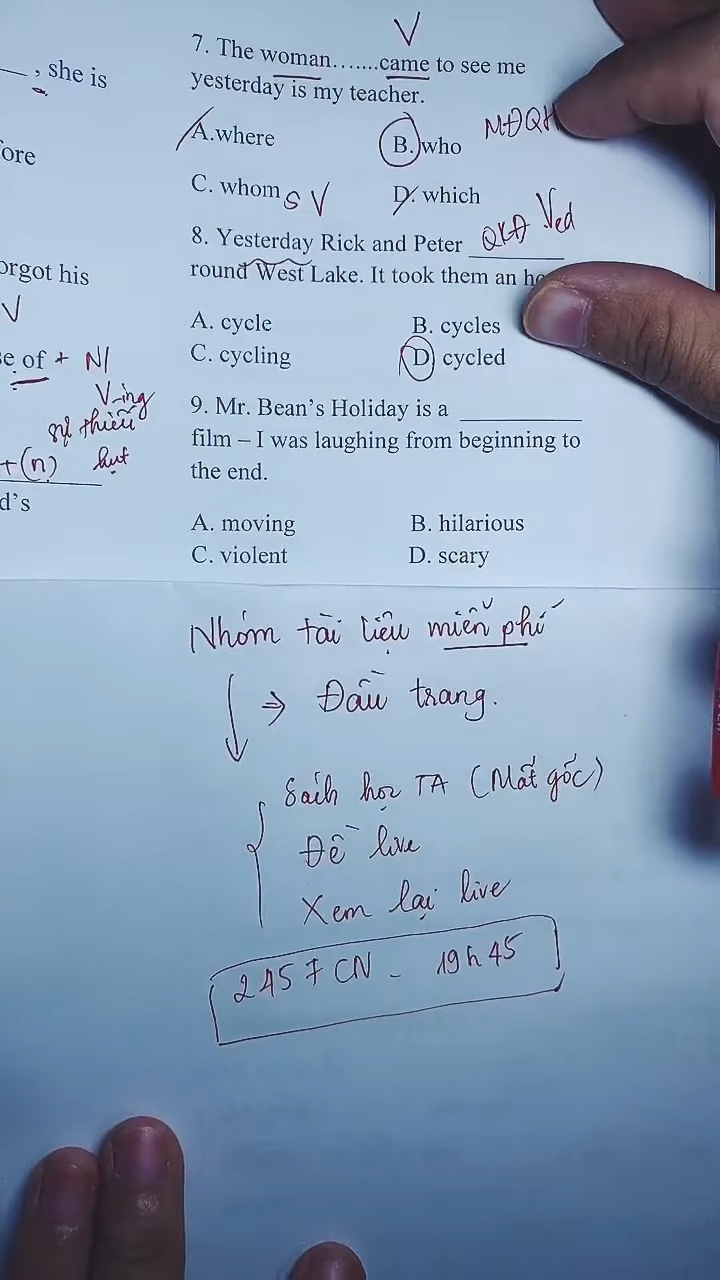 , she is
ore
orgot his
V
se of + N/
V-ing
sự thiếu
+(n) hụt
d's
V
7. The woman.......came to see me
yesterday is my teacher.
A.where B. who MĐQH
C. whom D. which
S V QKĐ Ved
8. Yesterday Rick and Peter
round West Lake. It took them an
A. cycle B. cycles
C. cycling D. cycled
9. Mr. Bean's Holiday is a ____________
film – I was laughing from beginning to
the end.
A. moving B. hilarious
C. violent D. scary
Nhóm tài liệu miễn phí
⇒ Đầu trang.
Sách học TA (Mất gốc)
Đề live
Xem lại live
2 4 5 7 CN - 19h45